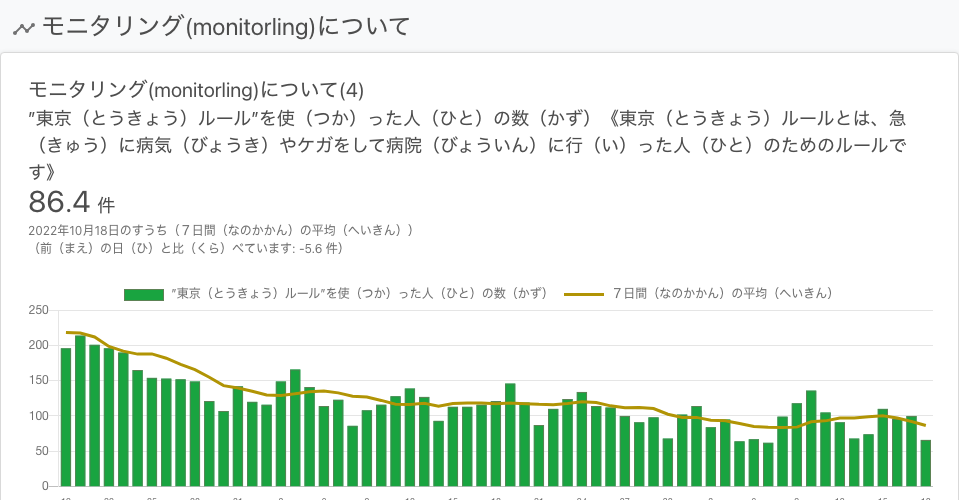 モニタリング(monitorling)について
モニタリング(monitorling)について(4)
”東京（とうきょう）ルール”を使（つか）った人（ひと）の数（かず）《東京（とうきょう）ルールとは、急
（きゅう）に病気（びょうき）やケガをして病院（びょういん）に行（い）った人（ひと）のためのルールで
す》
86.4 件
2022年10月18日のすうち（７日間（なのかかん）の平均（へいきん））
（前（まえ）の日（ひ）と比（くら）べています: -5.6 件）
”東京（とうきょう）ルール”を使（つか）った人（ひと）の数（かず） ７日間（なのかかん）の平均（へいきん）
250
200
150
100
50
0